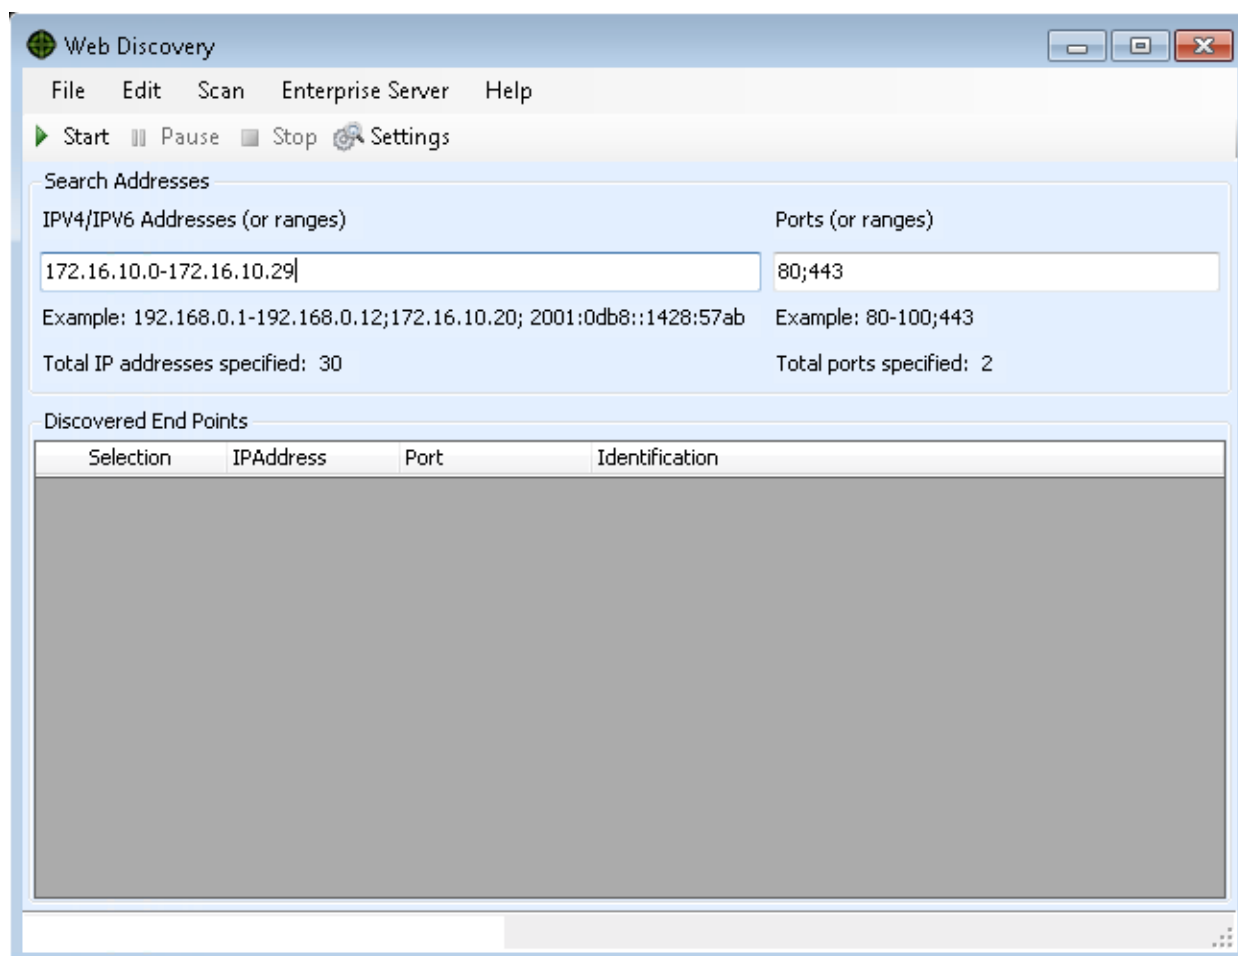 Web Discovery
File Edit Scan Enterprise Server Help
Start Pause Stop Settings
Search Addresses
IPV4/IPV6 Addresses (or ranges) Ports (or ranges)
172.16.10.0-172.16.10.29 80;443
Example: 192.168.0.1-192.168.0.12;172.16.10.20; 2001:0db8::1428:57ab Example: 80-100;443
Total IP addresses specified: 30 Total ports specified: 2
Discovered End Points
Selection IPAddress Port Identification